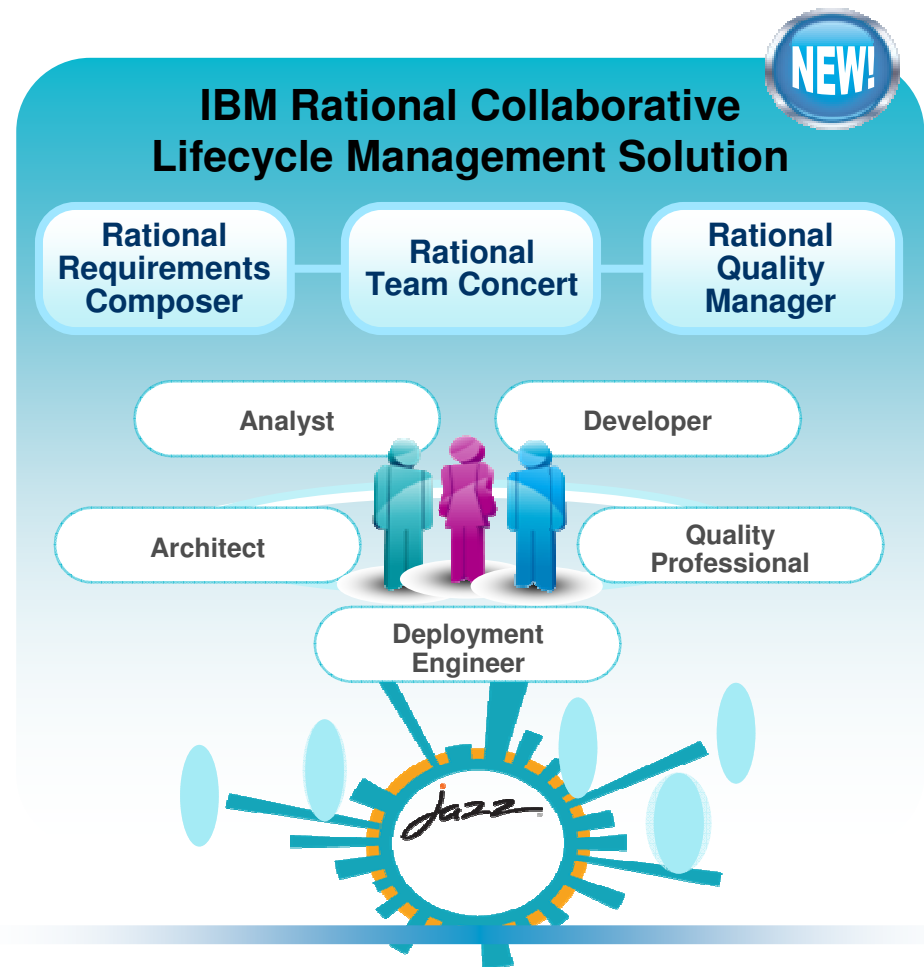 NEW!
IBM Rational Collaborative
Lifecycle Management Solution
Rational
Requirements
Composer
Rational
Team Concert
Rational
Quality
Manager
Analyst
Developer
Architect
Quality
Professional
Deployment
Engineer
jazz